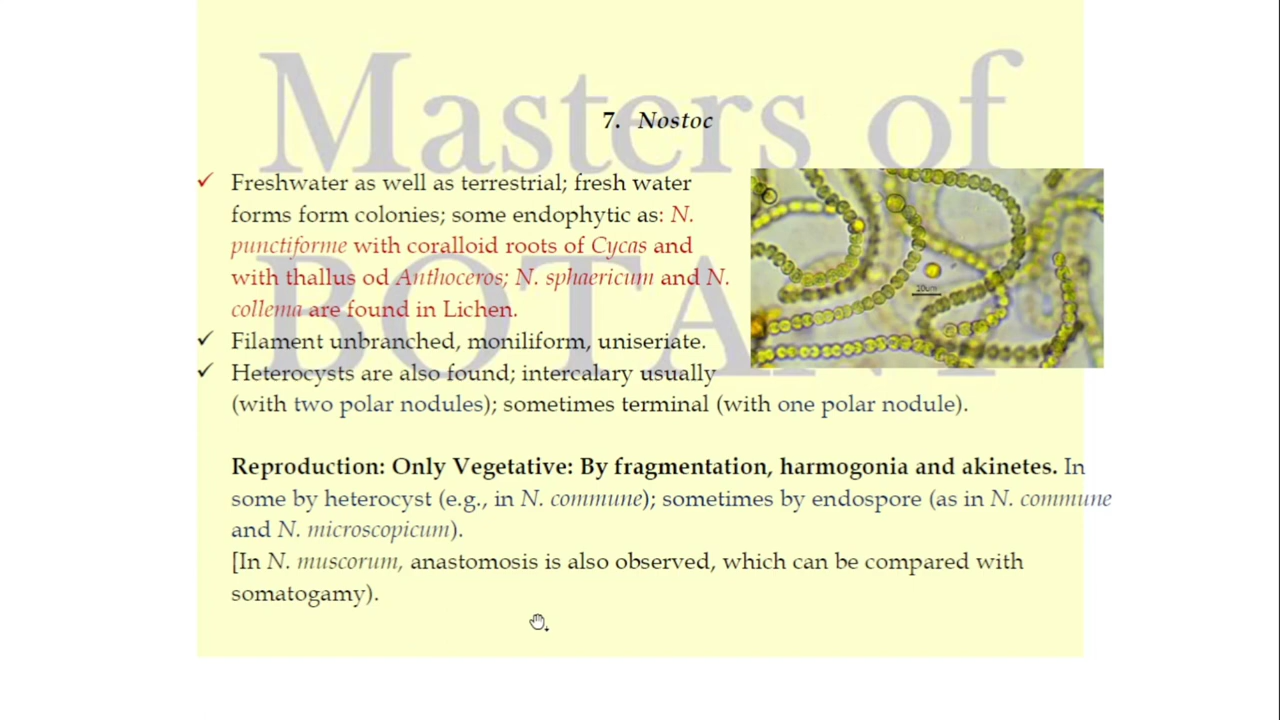 Masters of
BOTANY
7. Nostoc
Freshwater as well as terrestrial; fresh water
forms form colonies; some endophytic as: N.
punctiforme with coralloid roots of Cycas and
with thallus od Anthoceros; N. sphaericum and N.
collema are found in Lichen.
Filament unbranched, moniliform, uniseriate.
Heterocysts are also found; intercalary usually
(with two polar nodules); sometimes terminal (with one polar nodule).
10um
Reproduction: Only Vegetative: By fragmentation, harmogonia and akinetes. In
some by heterocyst (e.g., in N. commune); sometimes by endospore (as in N. commune
and N. microscopicum).
[In N. muscorum, anastomosis is also observed, which can be compared with
somatogamy).